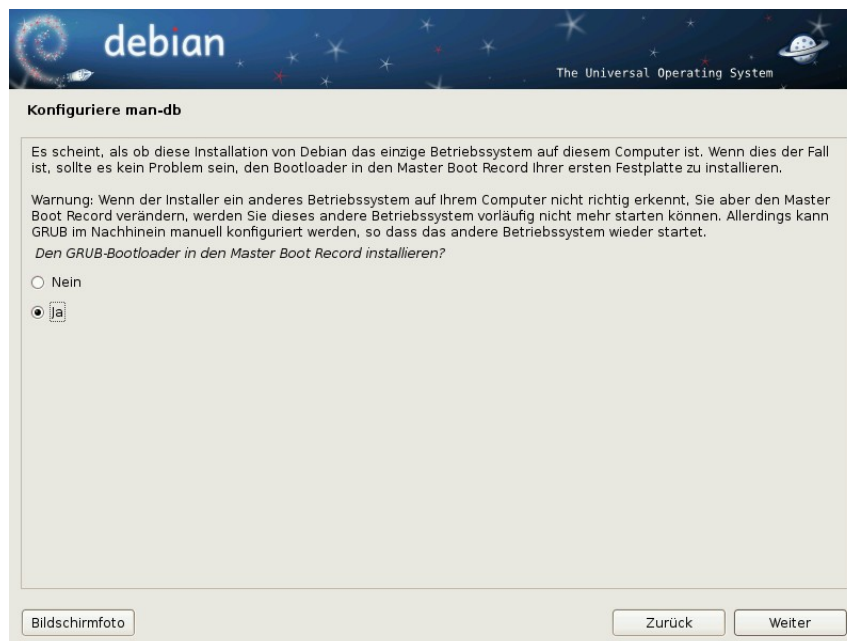 debian
The Universal Operating System
Konfiguriere man-db
Es scheint, als ob diese Installation von Debian das einzige Betriebssystem auf diesem Computer ist. Wenn dies der Fall
ist, sollte es kein Problem sein, den Bootloader in den Master Boot Record Ihrer ersten Festplatte zu installieren.
Warnung: Wenn der Installer ein anderes Betriebssystem auf Ihrem Computer nicht richtig erkennt, Sie aber den Master
Boot Record verändern, werden Sie dieses andere Betriebssystem vorläufig nicht mehr starten können. Allerdings kann
GRUB im Nachhinein manuell konfiguriert werden, so dass das andere Betriebssystem wieder startet.
Den GRUB-Bootloader in den Master Boot Record installieren?
Nein
Ja
Bildschirmfoto
Zurück
Weiter